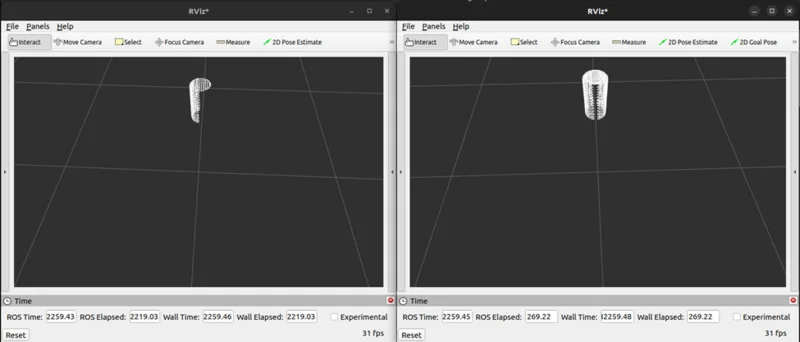 RViz*
File Panels Help
Interact Move Camera Select Focus Camera Measure 2D Pose Estimate
Time
ROS Time: 2259.43 ROS Elapsed: 2219.03 Wall Time: 2259.46 Wall Elapsed: 2219.03 Experimental
Reset 31 fps
RViz*
File Panels Help
Interact Move Camera Select Focus Camera Measure 2D Pose Estimate 2D Goal Pose
Time
ROS Time: 2259.45 ROS Elapsed: 269.22 Wall Time: 32259.48 Wall Elapsed: 269.22 Experimental
Reset 31 fps